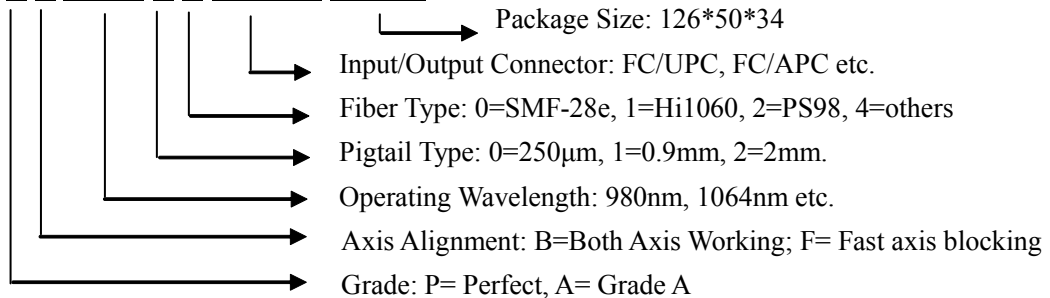 Package Size: 126*50*34
Input/Output Connector: FC/UPC, FC/APC etc.
Fiber Type: 0=SMF-28e, 1=Hi1060, 2=PS98, 4=others
Pigtail Type: 0=250μm, 1=0.9mm, 2=2mm.
Operating Wavelength: 980nm, 1064nm etc.
Axis Alignment: B=Both Axis Working; F= Fast axis blocking
Grade: P= Perfect, A= Grade A